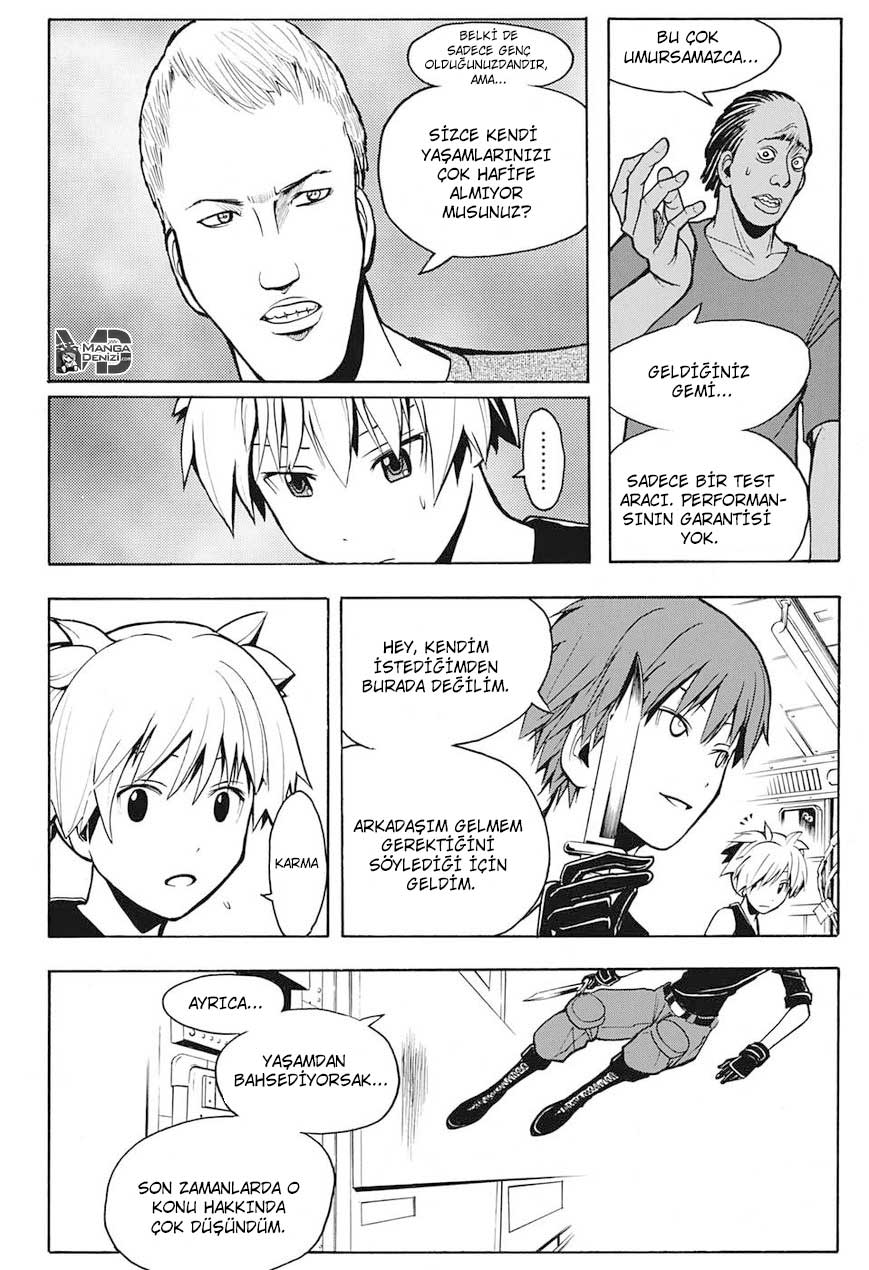 BU ÇOK
UMURSAMAZCA...
GELDİĞİNİZ
GEMİ...
SADECE BİR TEST
ARACI. PERFORMAN-
SININ GARANTİSİ
YOK.
BELKİ DE
SADECE GENÇ
OLDUĞUNUZDANDIR,
AMA...
SİZCE KENDİ
YAŞAMLARINIZI
ÇOK HAFİFE
ALMIYOR
MUSUNUZ?
MANGA
DENİZİ
........
HEY, KENDİM
İSTEDİĞİMDEN
BURADA DEĞİLİM.
ARKADAŞIM GELMEM
GEREKTİĞİNİ
SÖYLEDİĞİ İÇİN
GELDİM.
KARMA
AYRICA...
YAŞAMDAN
BAHSEDİYORSAK...
SON ZAMANLARDA O
KONU HAKKINDA
ÇOK DÜŞÜNDÜM.